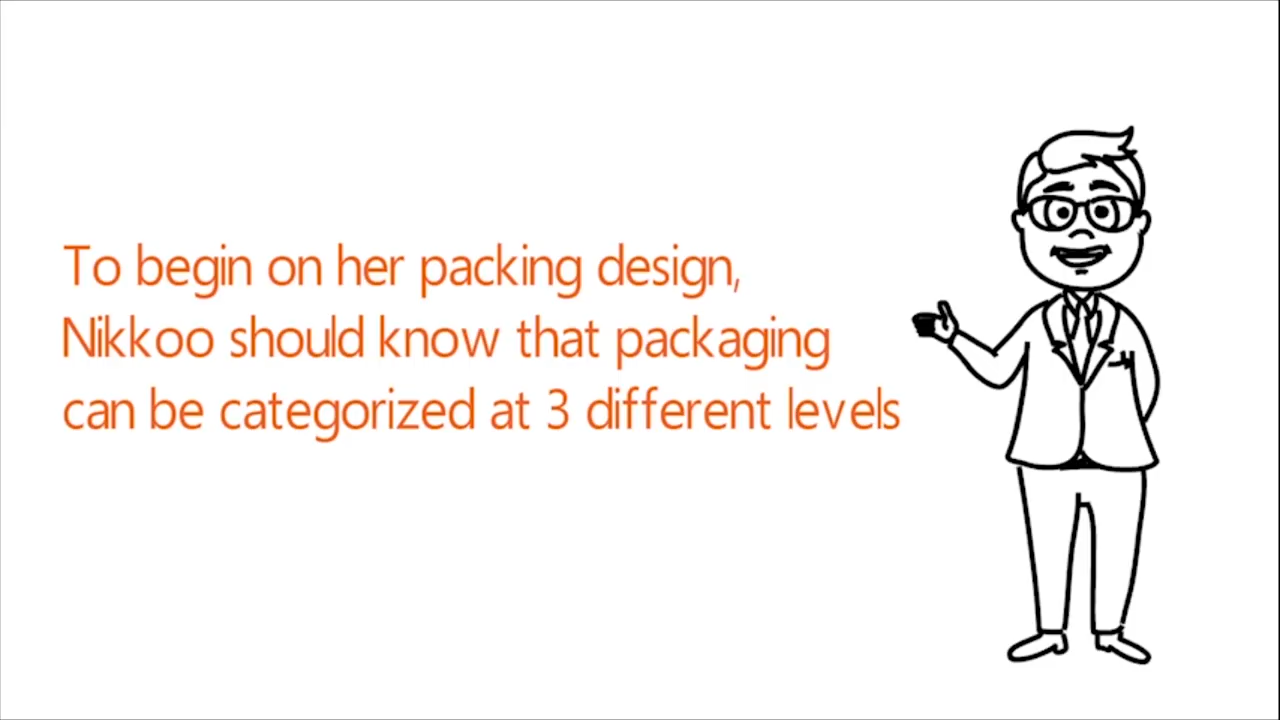 To begin on her packing design,
Nikkoo should know that packaging
can be categorized at 3 different levels